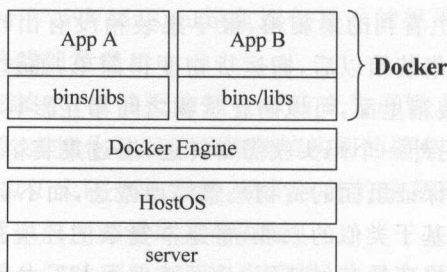 App A
App B
bins/libs
bins/libs
Docker
Docker Engine
HostOS
server